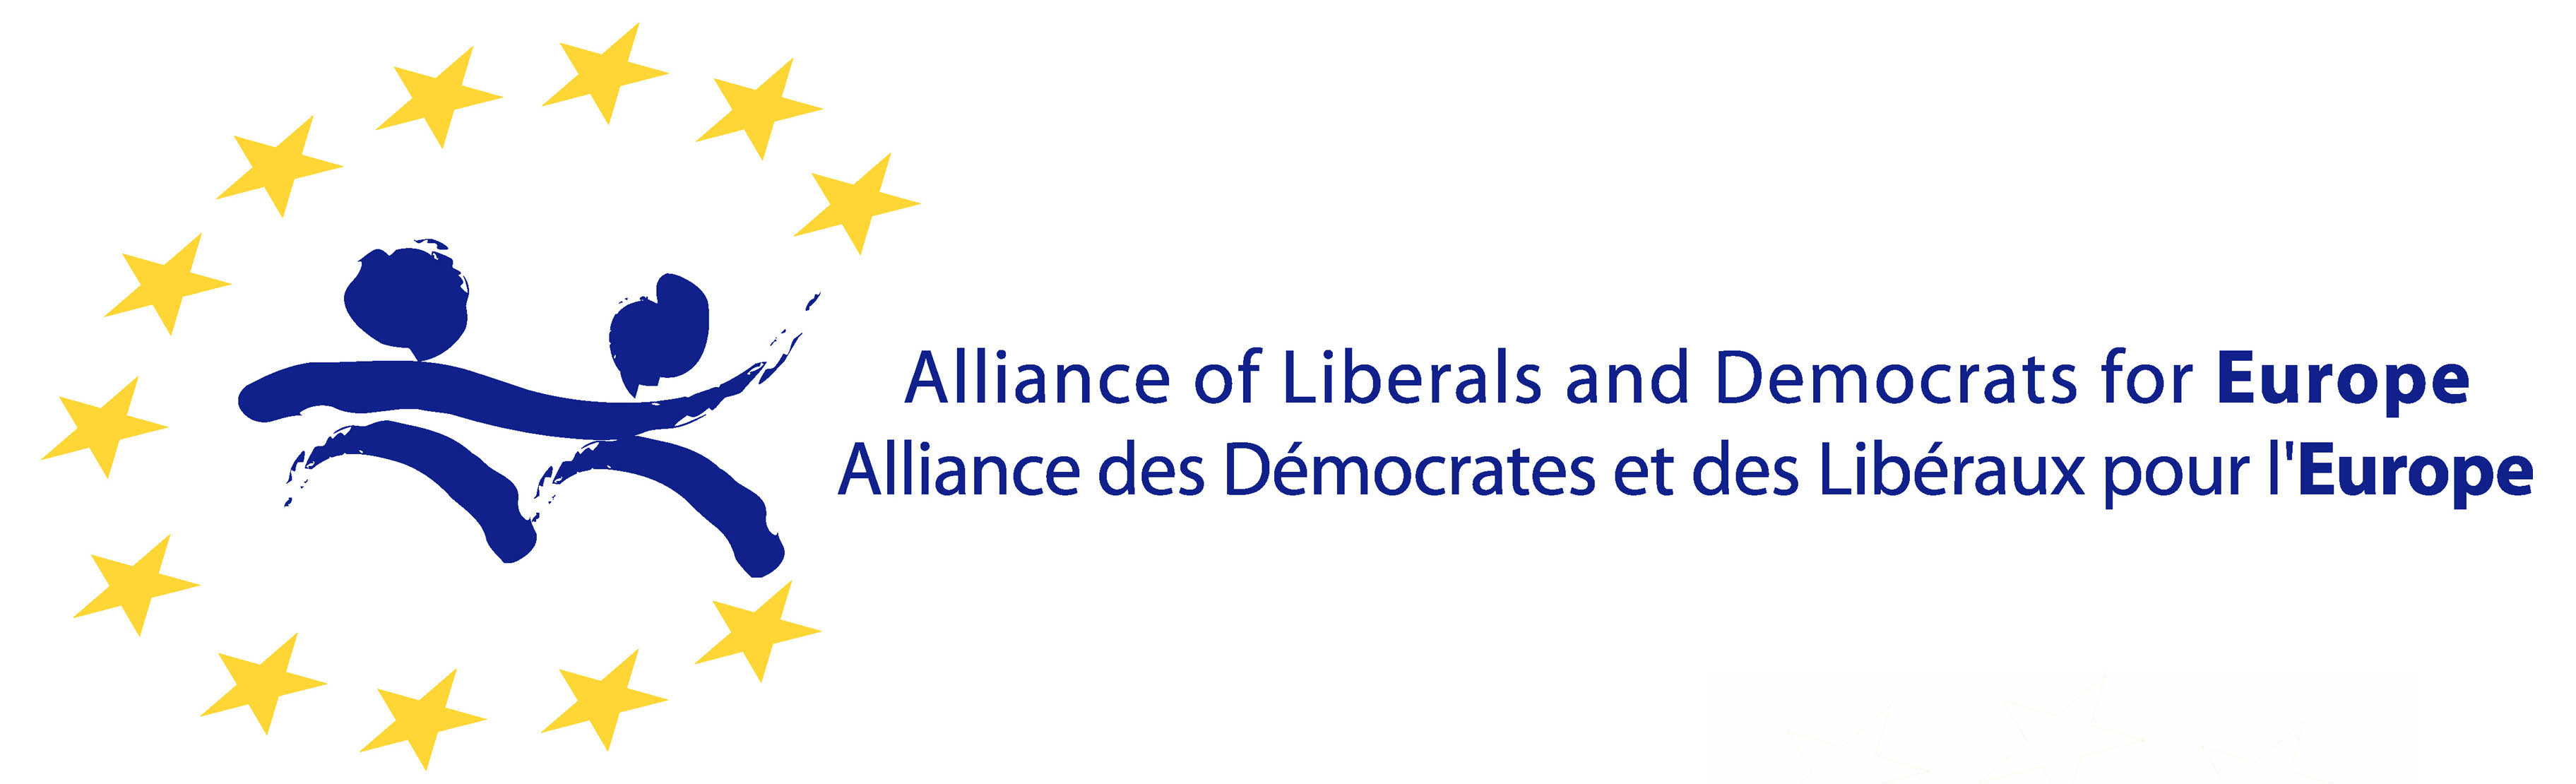 Alliance of Liberals and Democrats for Europe
Alliance des Démocrates et des Libéraux pour l'Europe